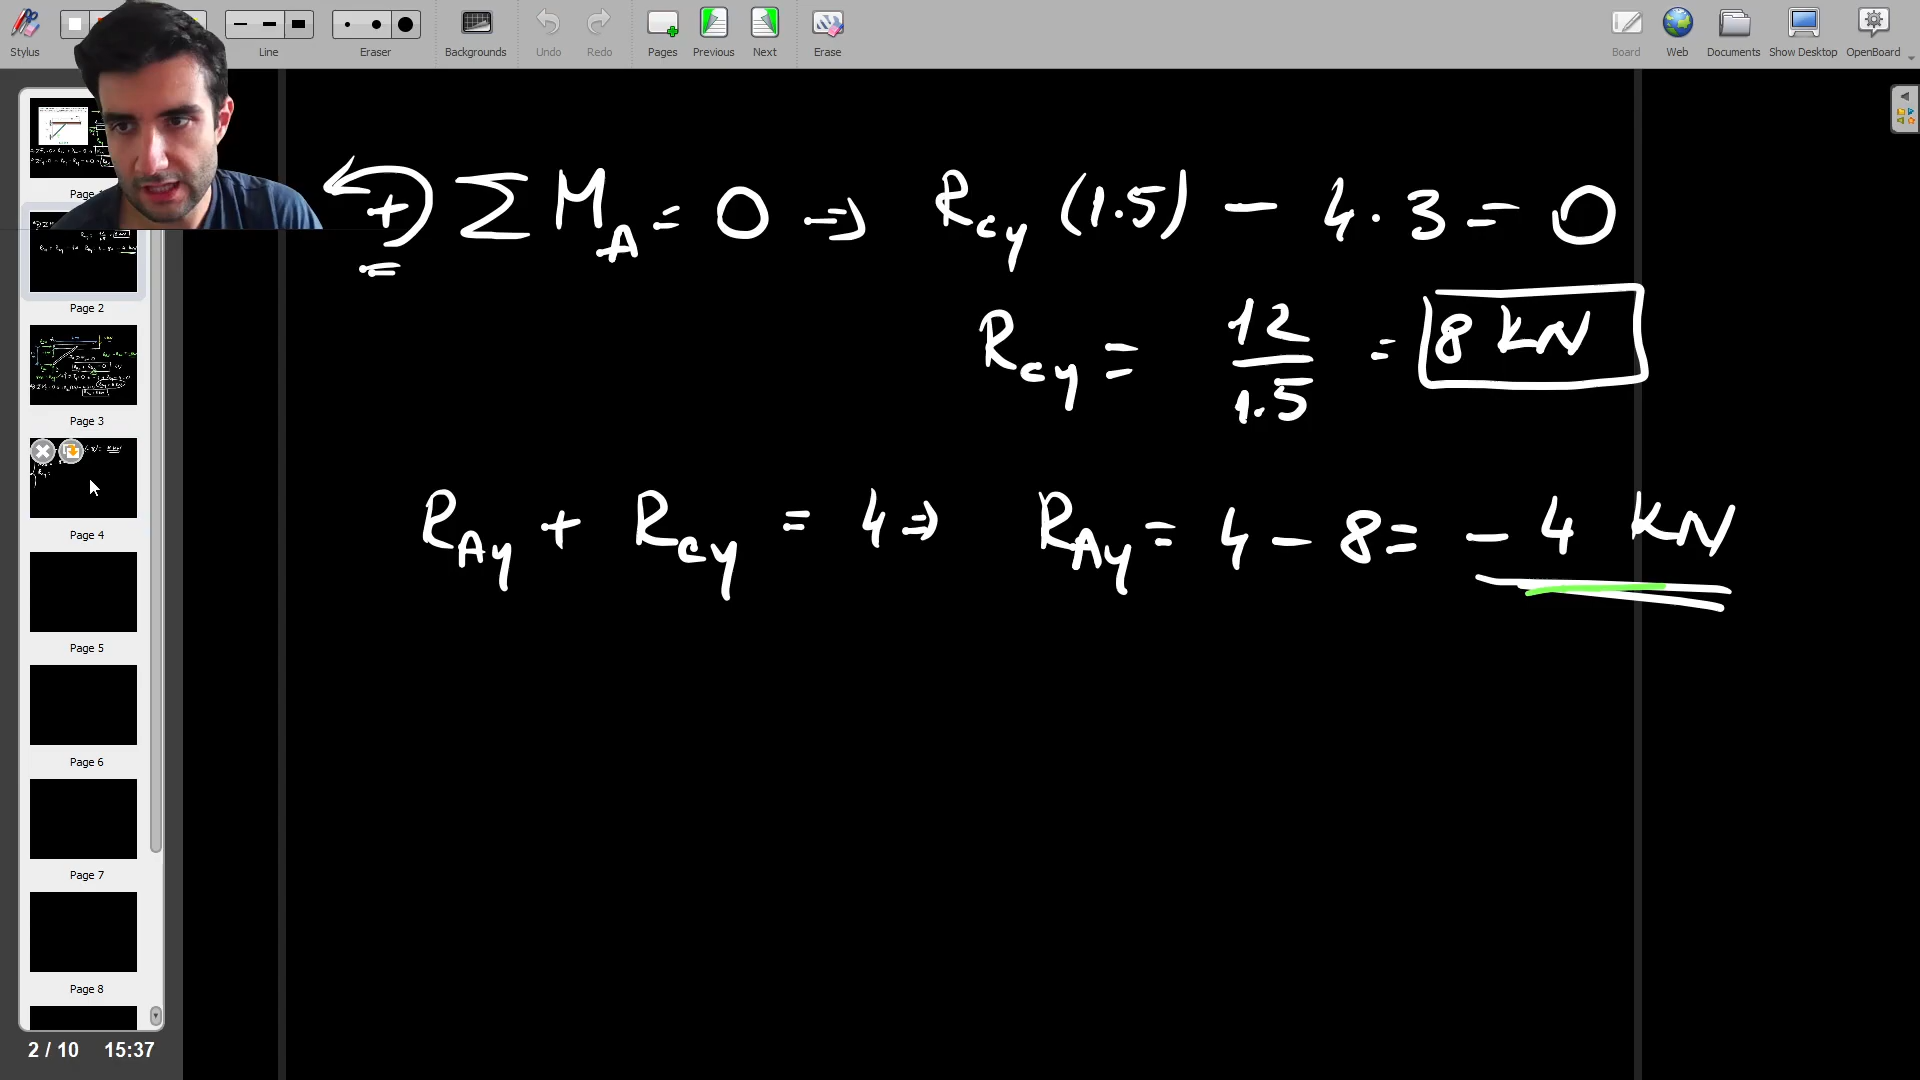 Stylus
Line
Eraser
Backgrounds
Undo
Redo
Pages
Previous
Next
Erase
Board
Web
Documents
Show Desktop
OpenBoard
+ ΣM_A = 0 ⇒ R_cy (1.5) - 4 · 3 = 0
R_cy = 12/1.5 = 8 kN
R_Ay + R_cy = 4 ⇒ R_Ay = 4 - 8 = - 4 kN
Page
Page 2
Page 3
Page 4
Page 5
Page 6
Page 7
Page 8
2 / 10 15:37